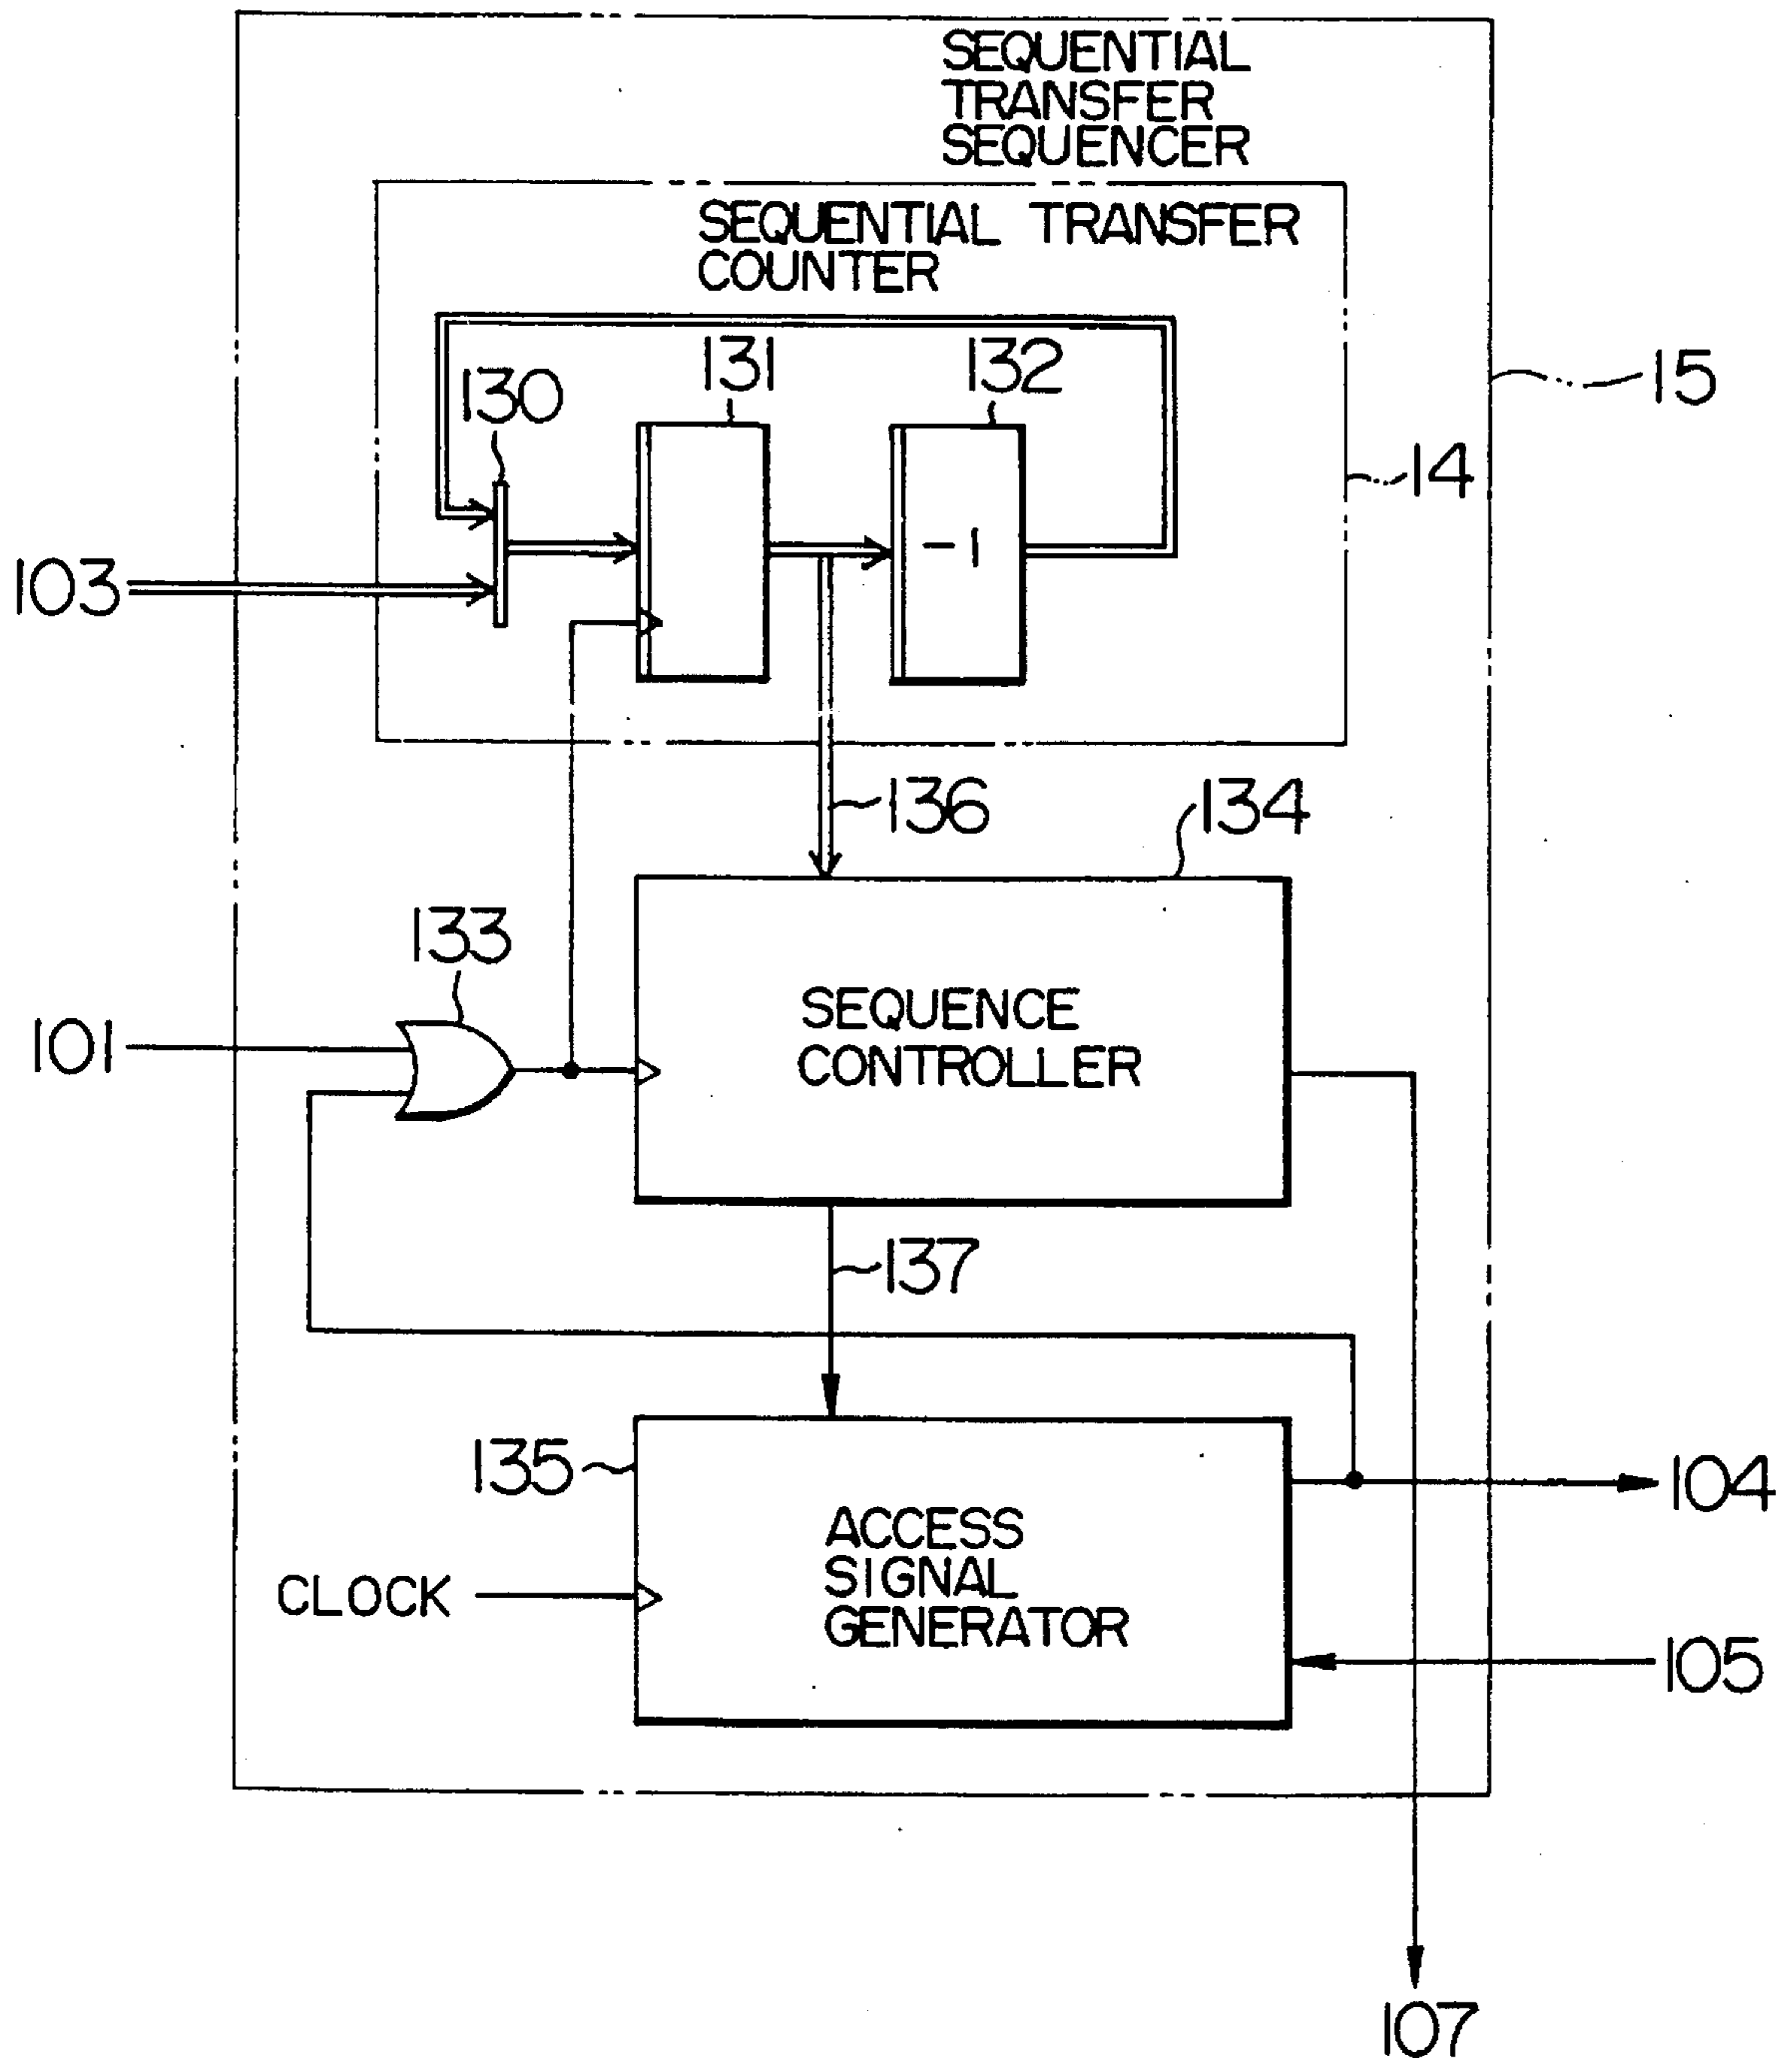 SEQUENTIAL
TRANSFER
SEQUENCER
SEQUENTIAL TRANSFER
COUNTER
131
132
130
15
14
-1
103
136
134
133
SEQUENCE
CONTROLLER
101
137
135
104
ACCESS
SIGNAL
GENERATOR
CLOCK
105
107